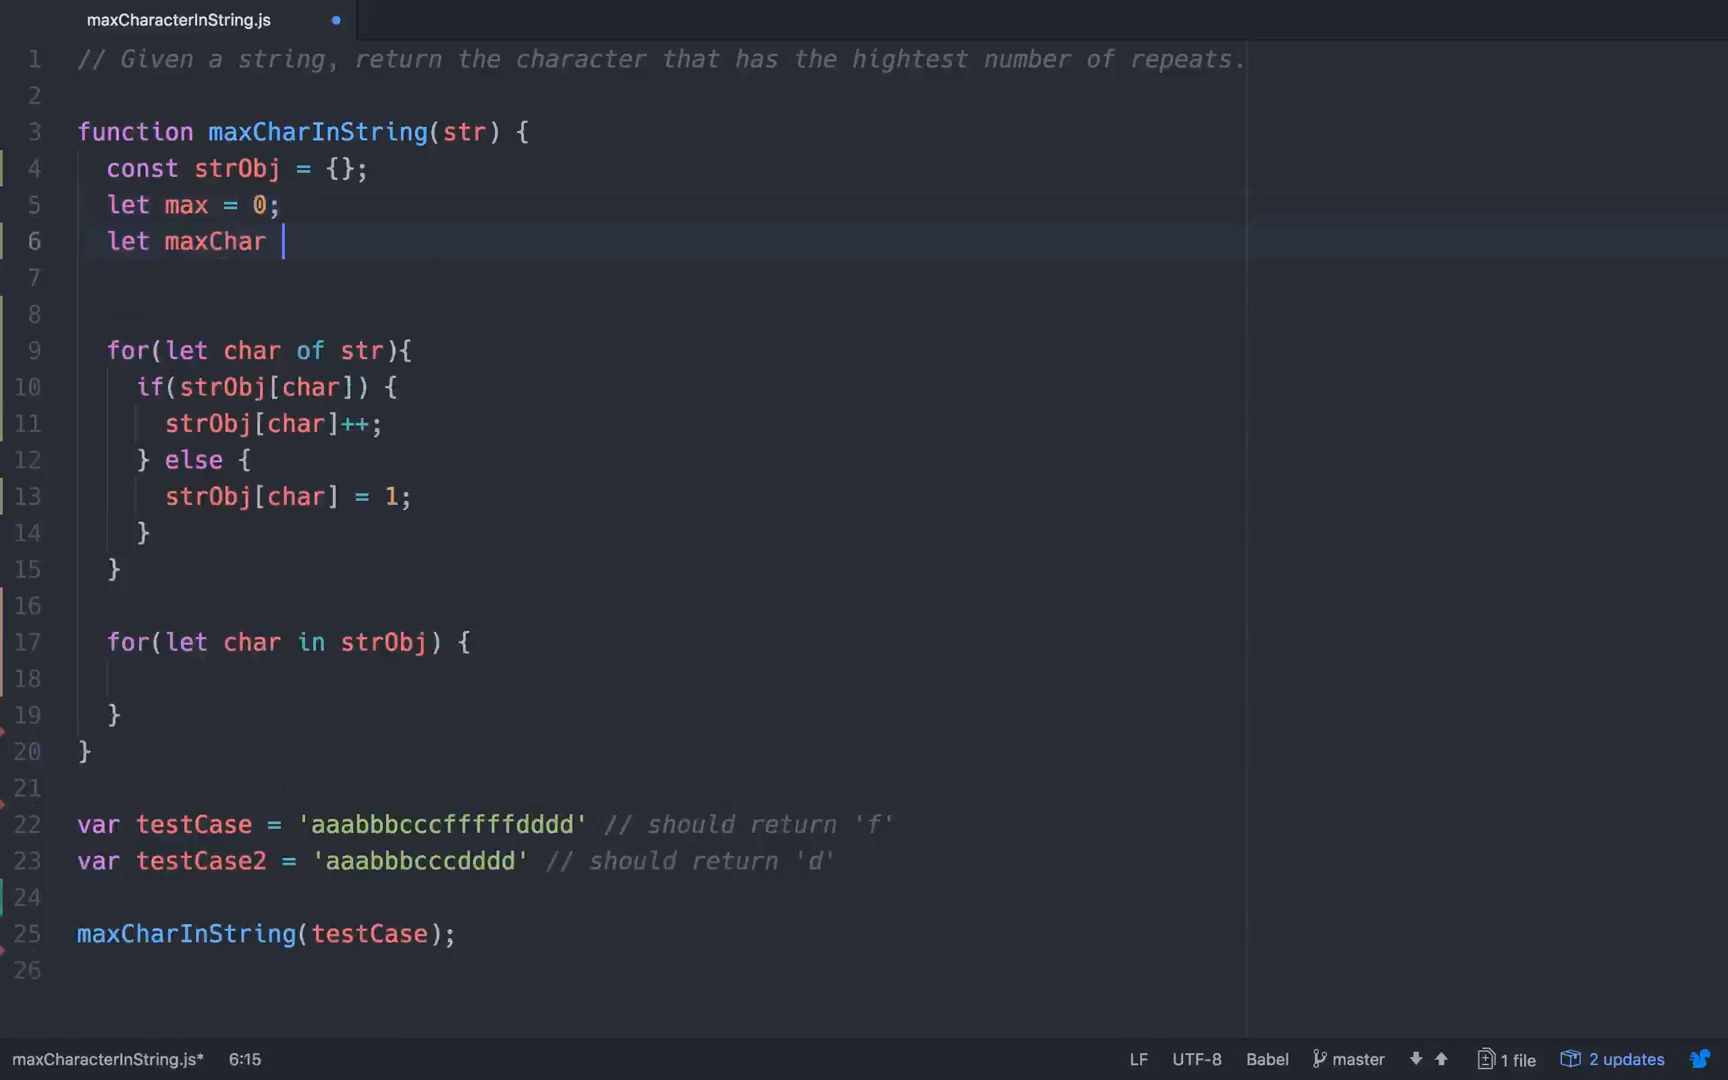 maxCharacterInString.js
1 // Given a string, return the character that has the hightest number of repeats.
2
3 function maxCharInString(str) {
4 const strObj = {};
5 let max = 0;
6 let maxChar
7
8
9 for(let char of str){
10 if(strObj[char]) {
11 strObj[char]++;
12 } else {
13 strObj[char] = 1;
14 }
15 }
16
17 for(let char in strObj) {
18
19 }
20 }
21
22 var testCase = 'aaabbbcccfffffdddd' // should return 'f'
23 var testCase2 = 'aaabbbcccdddd' // should return 'd'
24
25 maxCharInString(testCase);
26
maxCharacterInString.js* 6:15 LF UTF-8 Babel master 1 file 2 updates